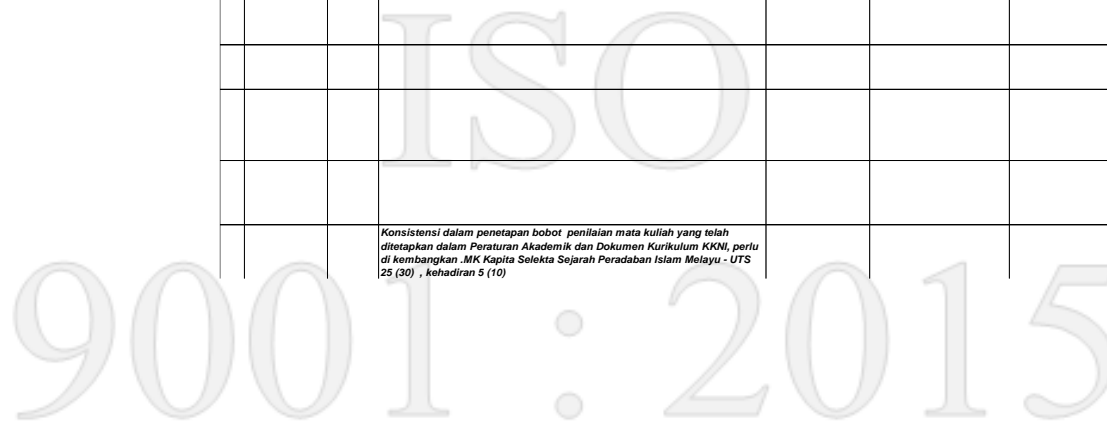 ISO
Konsistensi dalam penetapan bobot penilaian mata kuliah yang telah
ditetapkan dalam Peraturan Akademik dan Dokumen Kurikulum KKNI, perlu
di kembangkan .MK Kapita Selekta Sejarah Peradaban Islam Melayu - UTS
25 (30) , kehadiran 5 (10)
9001 : 2015